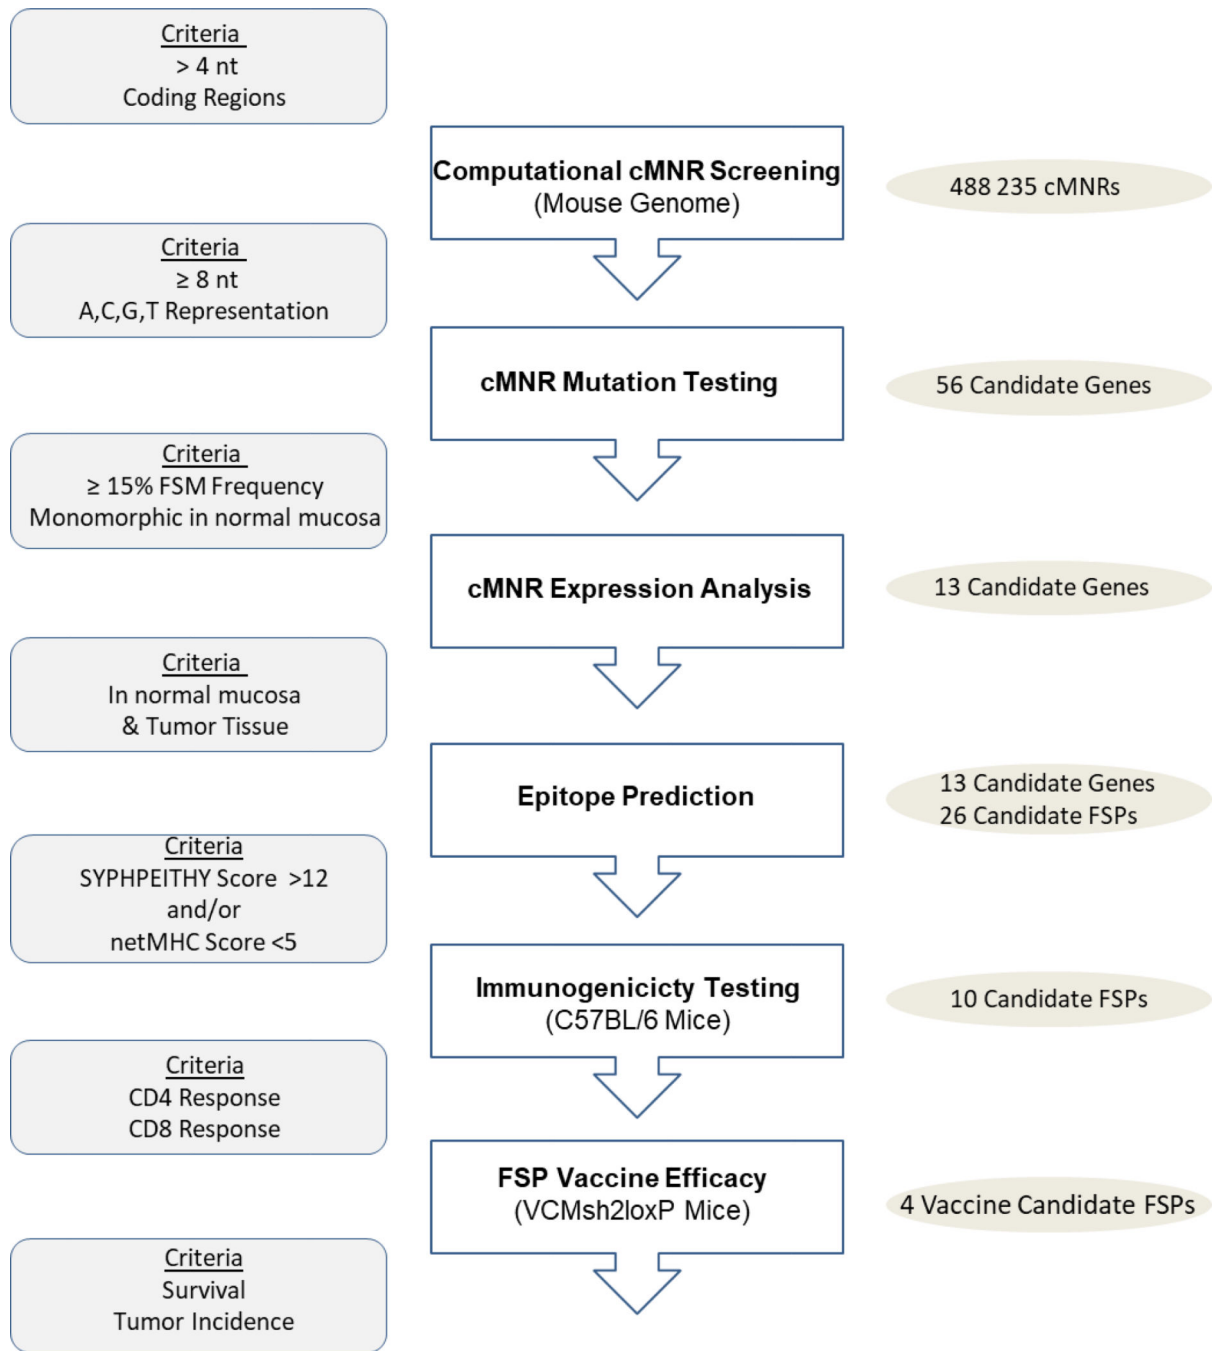 Criteria
> 4 nt
Coding Regions
Computational cMNR Screening
(Mouse Genome)
488 235 cMNRs
Criteria
≥ 8 nt
A,C,G,T Representation
cMNR Mutation Testing
56 Candidate Genes
Criteria
≥ 15% FSM Frequency
Monomorphic in normal mucosa
cMNR Expression Analysis
13 Candidate Genes
Criteria
In normal mucosa
& Tumor Tissue
Epitope Prediction
13 Candidate Genes
26 Candidate FSPs
Criteria
SYPHPEITHY Score >12
and/or
netMHC Score <5
Immunogenicicty Testing
(C57BL/6 Mice)
10 Candidate FSPs
Criteria
CD4 Response
CD8 Response
FSP Vaccine Efficacy
(VCMsh2loxP Mice)
4 Vaccine Candidate FSPs
Criteria
Survival
Tumor Incidence